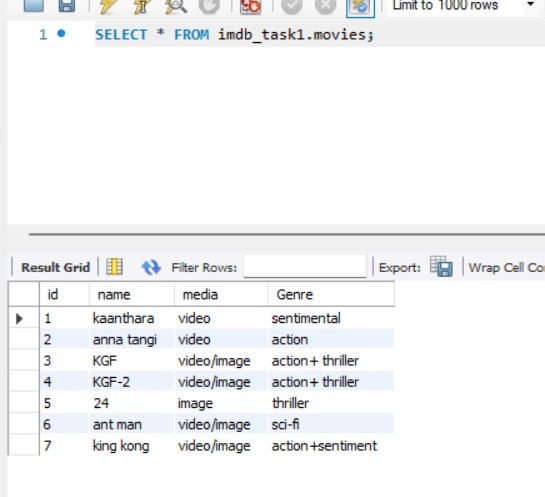 Limit to 1000 rows
1 SELECT * FROM imdb_task1.movies;
Result Grid Filter Rows: Export: Wrap Cell Co
id name media Genre
1 kaanthara video sentimental
2 anna tangi video action
3 KGF video/image action+ thriller
4 KGF-2 video/image action+ thriller
5 24 image thriller
6 ant man video/image sci-fi
7 king kong video/image action+sentiment